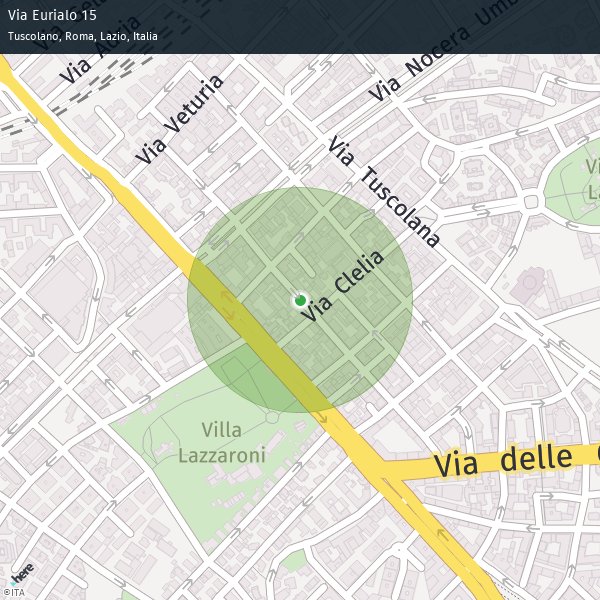 Via Eurialo 15
Tuscolano, Roma, Lazio, Italia
Via
Via Nocera Umb
Via Veturia
Via Tuscolana
Via Clelia
Villa
Lazzaroni
Via delle
here
©ITA